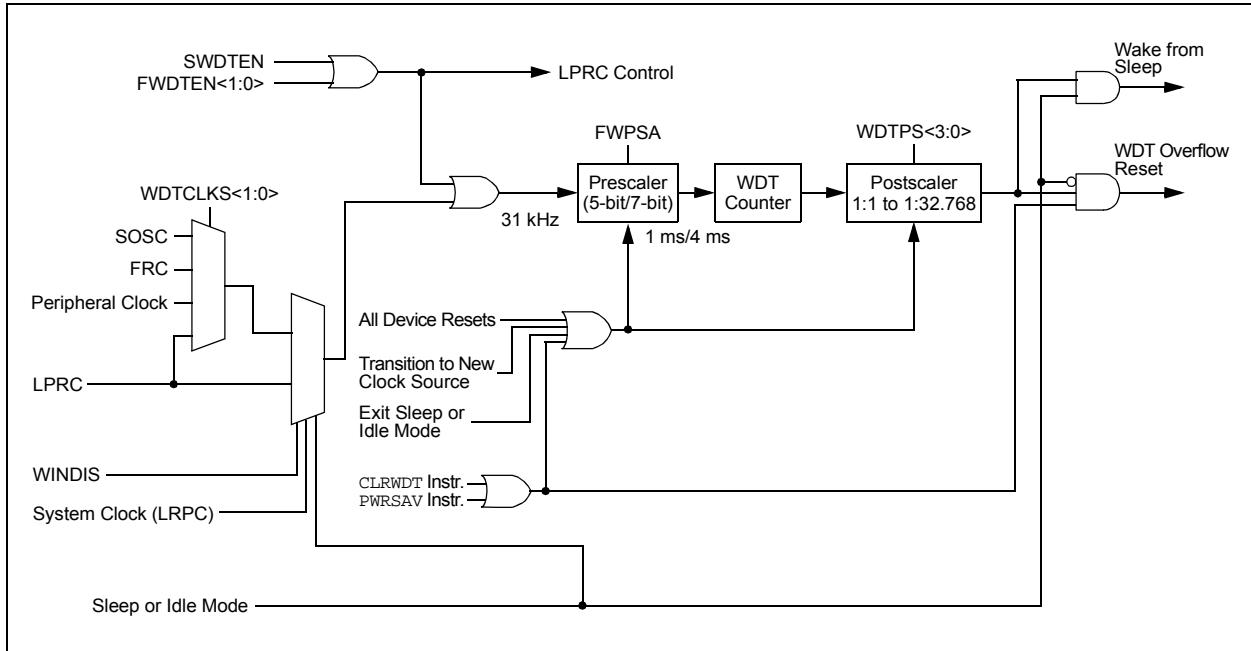 SWDTEN
FWDTEN<1:0>
LPRC Control
Wake from
Sleep
FWPSA
WDTPS<3:0>
WDT Overflow
Reset
Prescaler
(5-bit/7-bit)
WDT
Counter
Postscaler
1:1 to 1:32.768
31 kHz
1 ms/4 ms
WDTCLKS<1:0>
SOSC
FRC
Peripheral Clock
LPRC
All Device Resets
Transition to New
Clock Source
Exit Sleep or
Idle Mode
WINDIS
CLRWDT Instr.
PWRSAV Instr.
System Clock (LRPC)
Sleep or Idle Mode